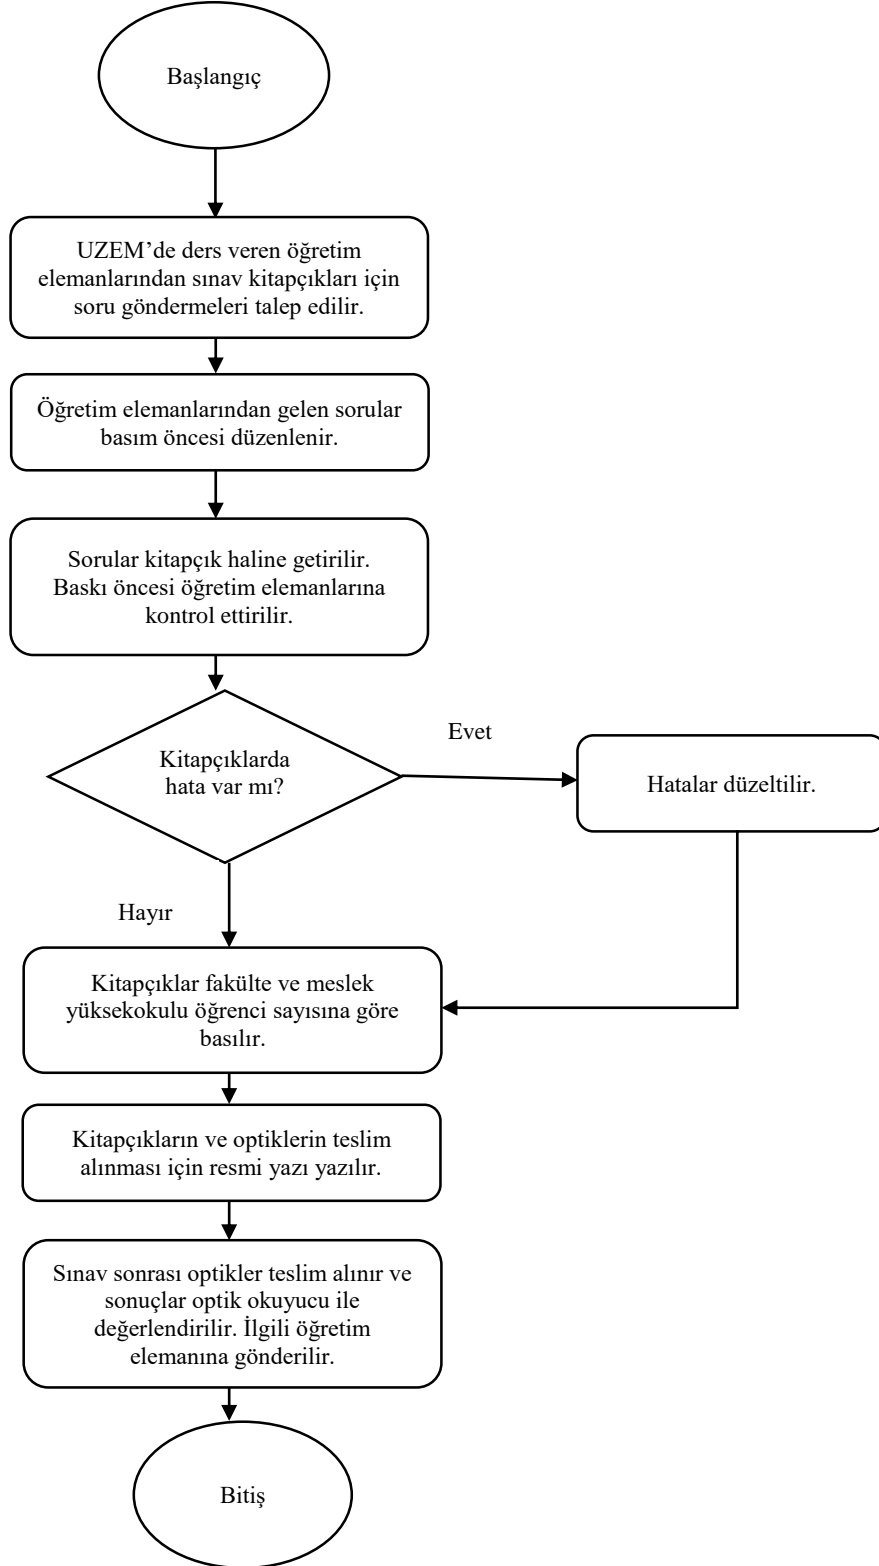 Başlangıç
UZEM’de ders veren öğretim
elemanlarından sınav kitapçıkları için
soru göndermeleri talep edilir.
Öğretim elemanlarından gelen sorular
basım öncesi düzenlenir.
Sorular kitapçık haline getirilir.
Baskı öncesi öğretim elemanlarına
kontrol ettirilir.
Kitapçıklarda
hata var mı?
Evet
Hatalar düzeltilir.
Hayır
Kitapçıklar fakülte ve meslek
yüksekokulu öğrenci sayısına göre
basılır.
Kitapçıkların ve optiklerin teslim
alınması için resmi yazı yazılır.
Sınav sonrası optikler teslim alınır ve
sonuçlar optik okuyucu ile
değerlendirilir. İlgili öğretim
elemanına gönderilir.
Bitiş